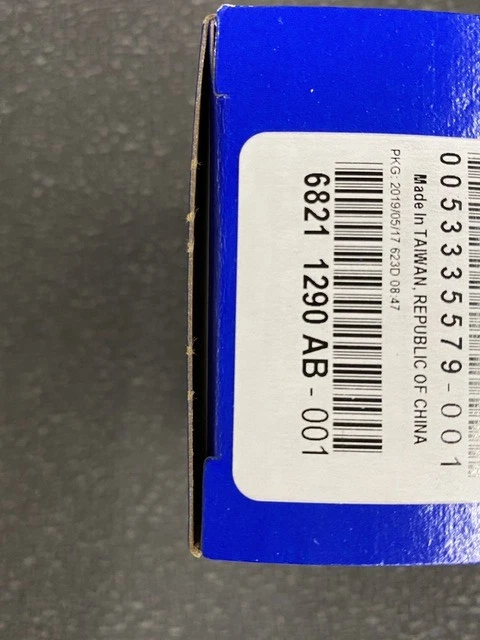 0053335579-001
Made In TAIWAN, REPUBLIC OF CHINA
PKG: 2019/05/17 623D 08:47
6821 1290 AB-001